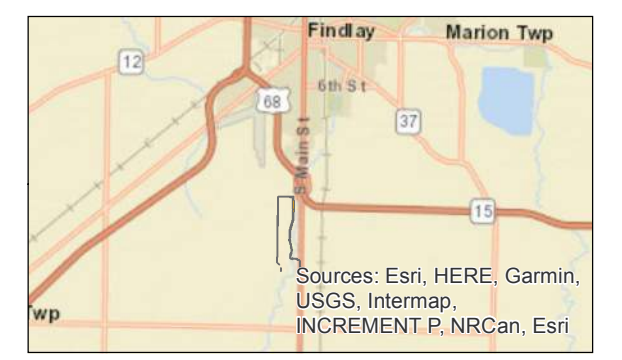 Findlay
Marion Twp
12
6th St
68
37
S Main St
15
Sources: Esri, HERE, Garmin,
USGS, Intermap,
INCREMENT P, NRCan, Esri
Twp